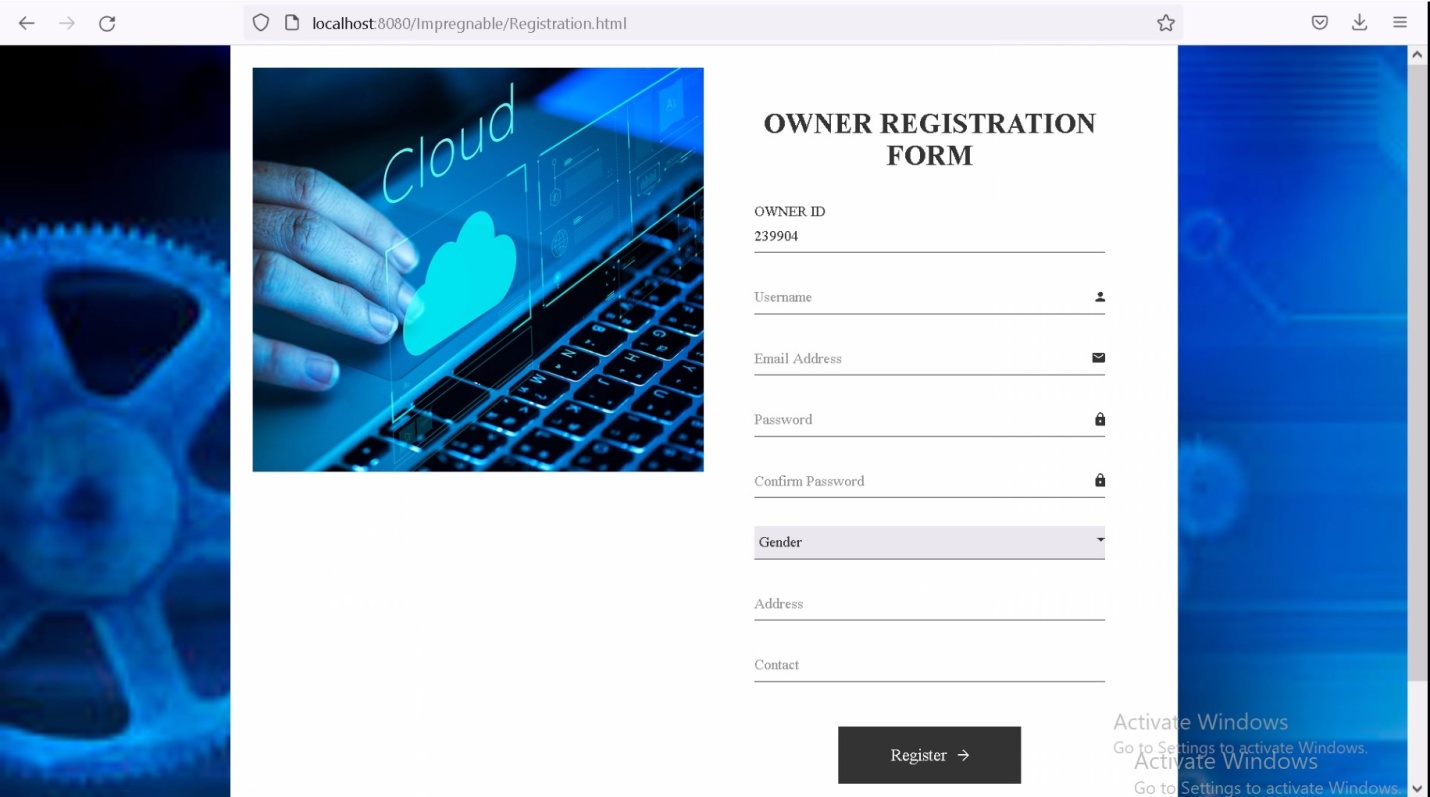 localhost:8080/Impregnable/Registration.html
Cloud
OWNER REGISTRATION
FORM
OWNER ID
239904
Username
Email Address
Password
Confirm Password
Gender
Address
Contact
Register →
Activate Windows
Go to Settings to activate Windows.
Activate Windows
Go to Settings to activate Windows.